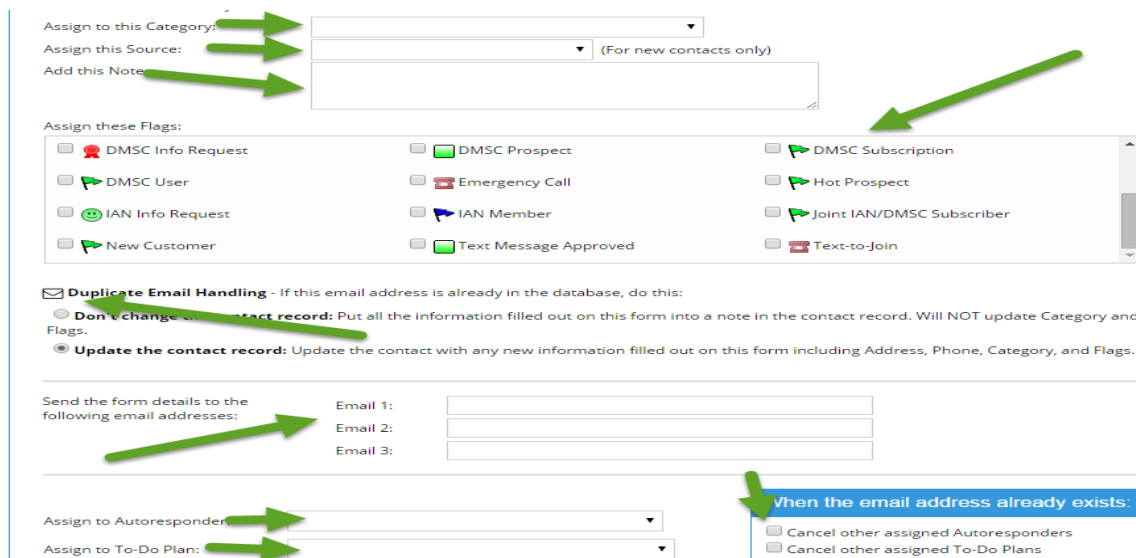 Assign to this Category:
Assign this Source:
(For new contacts only)
Add this Note
Assign these Flags:
DMSC Info Request
DMSC Prospect
DMSC Subscription
DMSC User
Emergency Call
Hot Prospect
IAN Info Request
IAN Member
Joint IAN/DMSC Subscriber
New Customer
Text Message Approved
Text-to-Join
Duplicate Email Handling - If this email address is already in the database, do this:
Don't change the contact record: Put all the information filled out on this form into a note in the contact record. Will NOT update Category and
Flags.
Update the contact record: Update the contact with any new information filled out on this form including Address, Phone, Category, and Flags.
Send the form details to the
following email addresses:
Email 1:
Email 2:
Email 3:
When the email address already exists:
Assign to Autoresponder
Cancel other assigned Autoresponders
Assign to To-Do Plan:
Cancel other assigned To-Do Plans